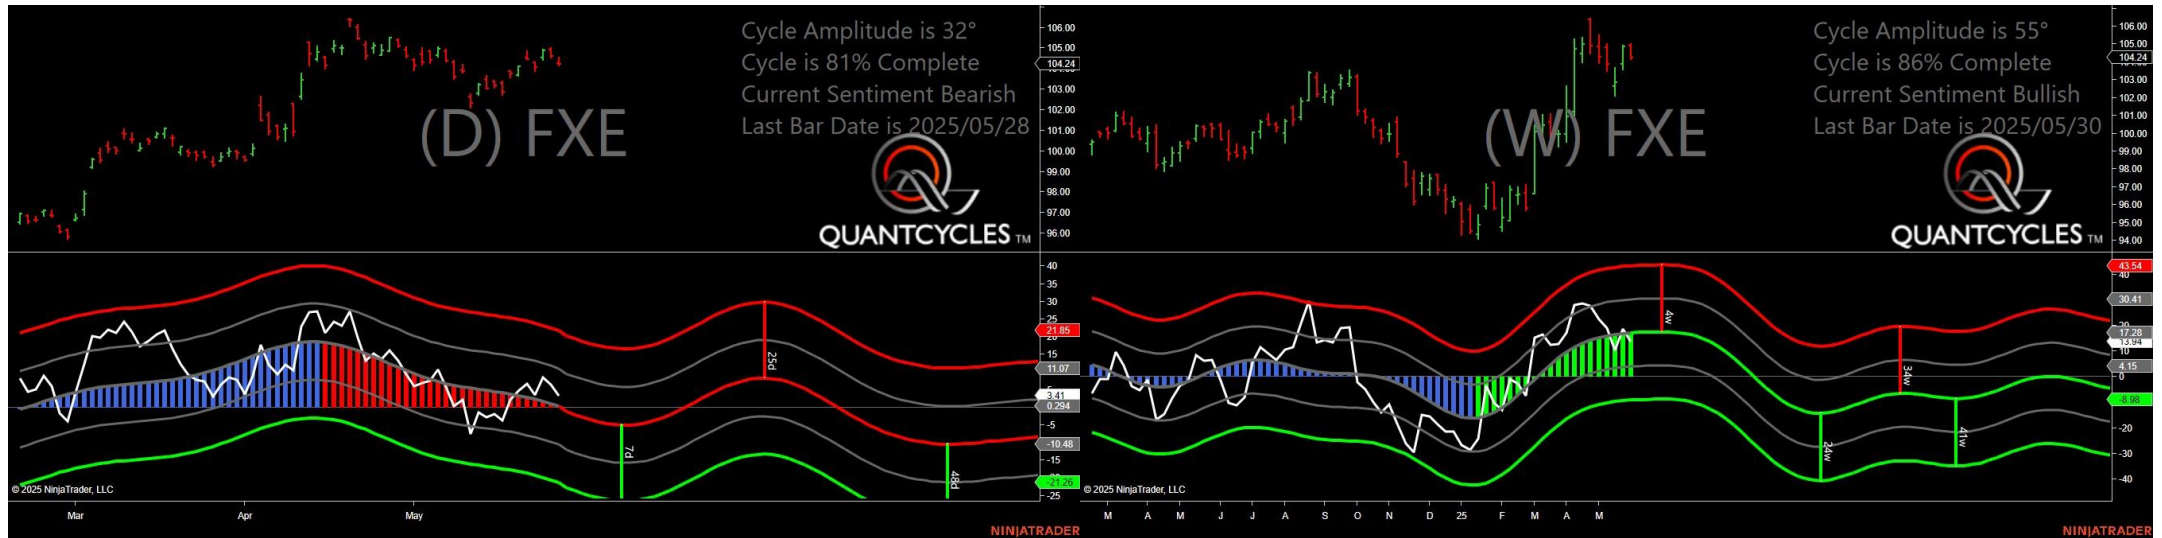 Cycle Amplitude is 32°
Cycle is 81% Complete
Current Sentiment Bearish
Last Bar Date is 2025/05/28
(D) FXE
QUANTCYCLES TM
106.00
105.00
104.24
103.00
102.00
101.00
100.00
99.00
98.00
97.00
96.00
40
35
30
25
21.85
15
11.07
3.41
0.294
-5
-10.48
-15
-21.26
-25
7d
25d
48d
© 2025 NinjaTrader, LLC
Mar Apr May
NINJATRADER
Cycle Amplitude is 55°
Cycle is 86% Complete
Current Sentiment Bullish
Last Bar Date is 2025/05/30
(W) FXE
QUANTCYCLES TM
106.00
105.00
104.24
103.00
102.00
101.00
100.00
99.00
98.00
97.00
96.00
95.00
94.00
43.54
40
30.41
20
17.28
13.94
10
4.15
0
-8.98
-20
-30
-40
4w
24w
34w
41w
© 2025 NinjaTrader, LLC
M A M J J A S O N D 25 F M A M
NINJATRADER